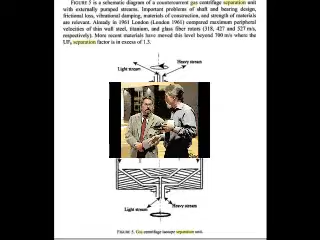 FIGURE 5 is a schematic diagram of a countercurrent gas centrifuge separation unit
with externally pumped streams. Important problems of shaft and bearing design,
frictional loss, vibrational damping, materials of construction, and strength of materials
are relevant. Already in 1961 London (London 1961) compared maximum peripheral
velocities of thin wall steel, titanium, and glass fiber rotors (318, 427 and 527 m/s,
respectively). More recent materials have moved this level beyond 700 m/s where the
UF6 separation factor is in excess of 1.5.
Heavy stream
Light stream
Light stream
Heavy stream
FIGURE 5. Gas centrifuge isotope separation unit.